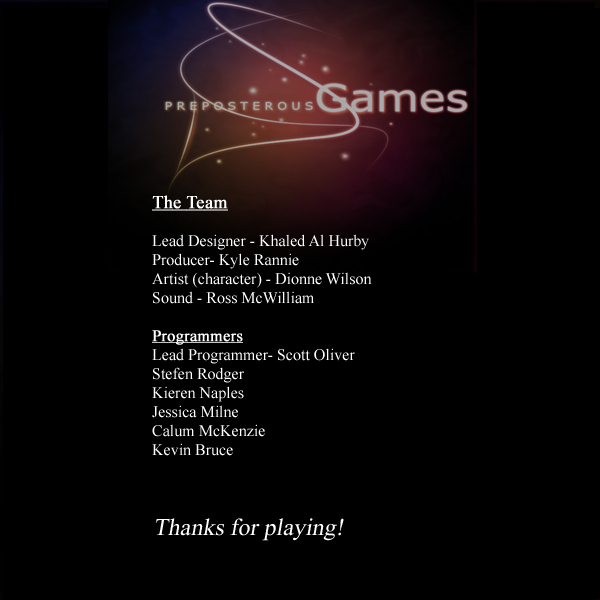 PREPOSTEROUS Games
The Team
Lead Designer - Khaled Al Hurby
Producer- Kyle Rannie
Artist (character) - Dionne Wilson
Sound - Ross McWilliam
Programmers
Lead Programmer- Scott Oliver
Stefen Rodger
Kieren Naples
Jessica Milne
Calum McKenzie
Kevin Bruce
Thanks for playing!